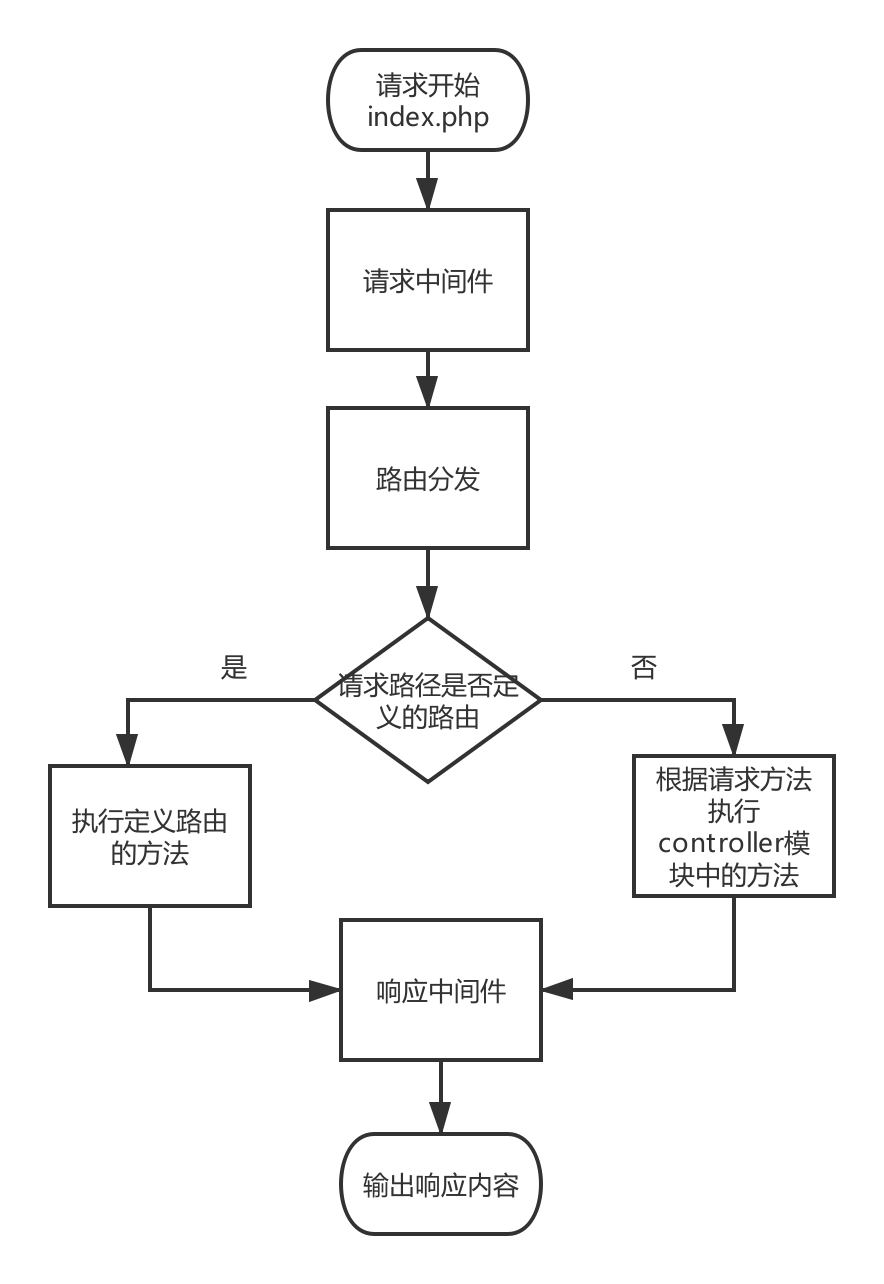 请求开始
index.php
请求中间件
路由分发
是
否
请求路径是否定
义的路由
执行定义路由
的方法
根据请求方法
执行
controller模
块中的方法
响应中间件
输出响应内容